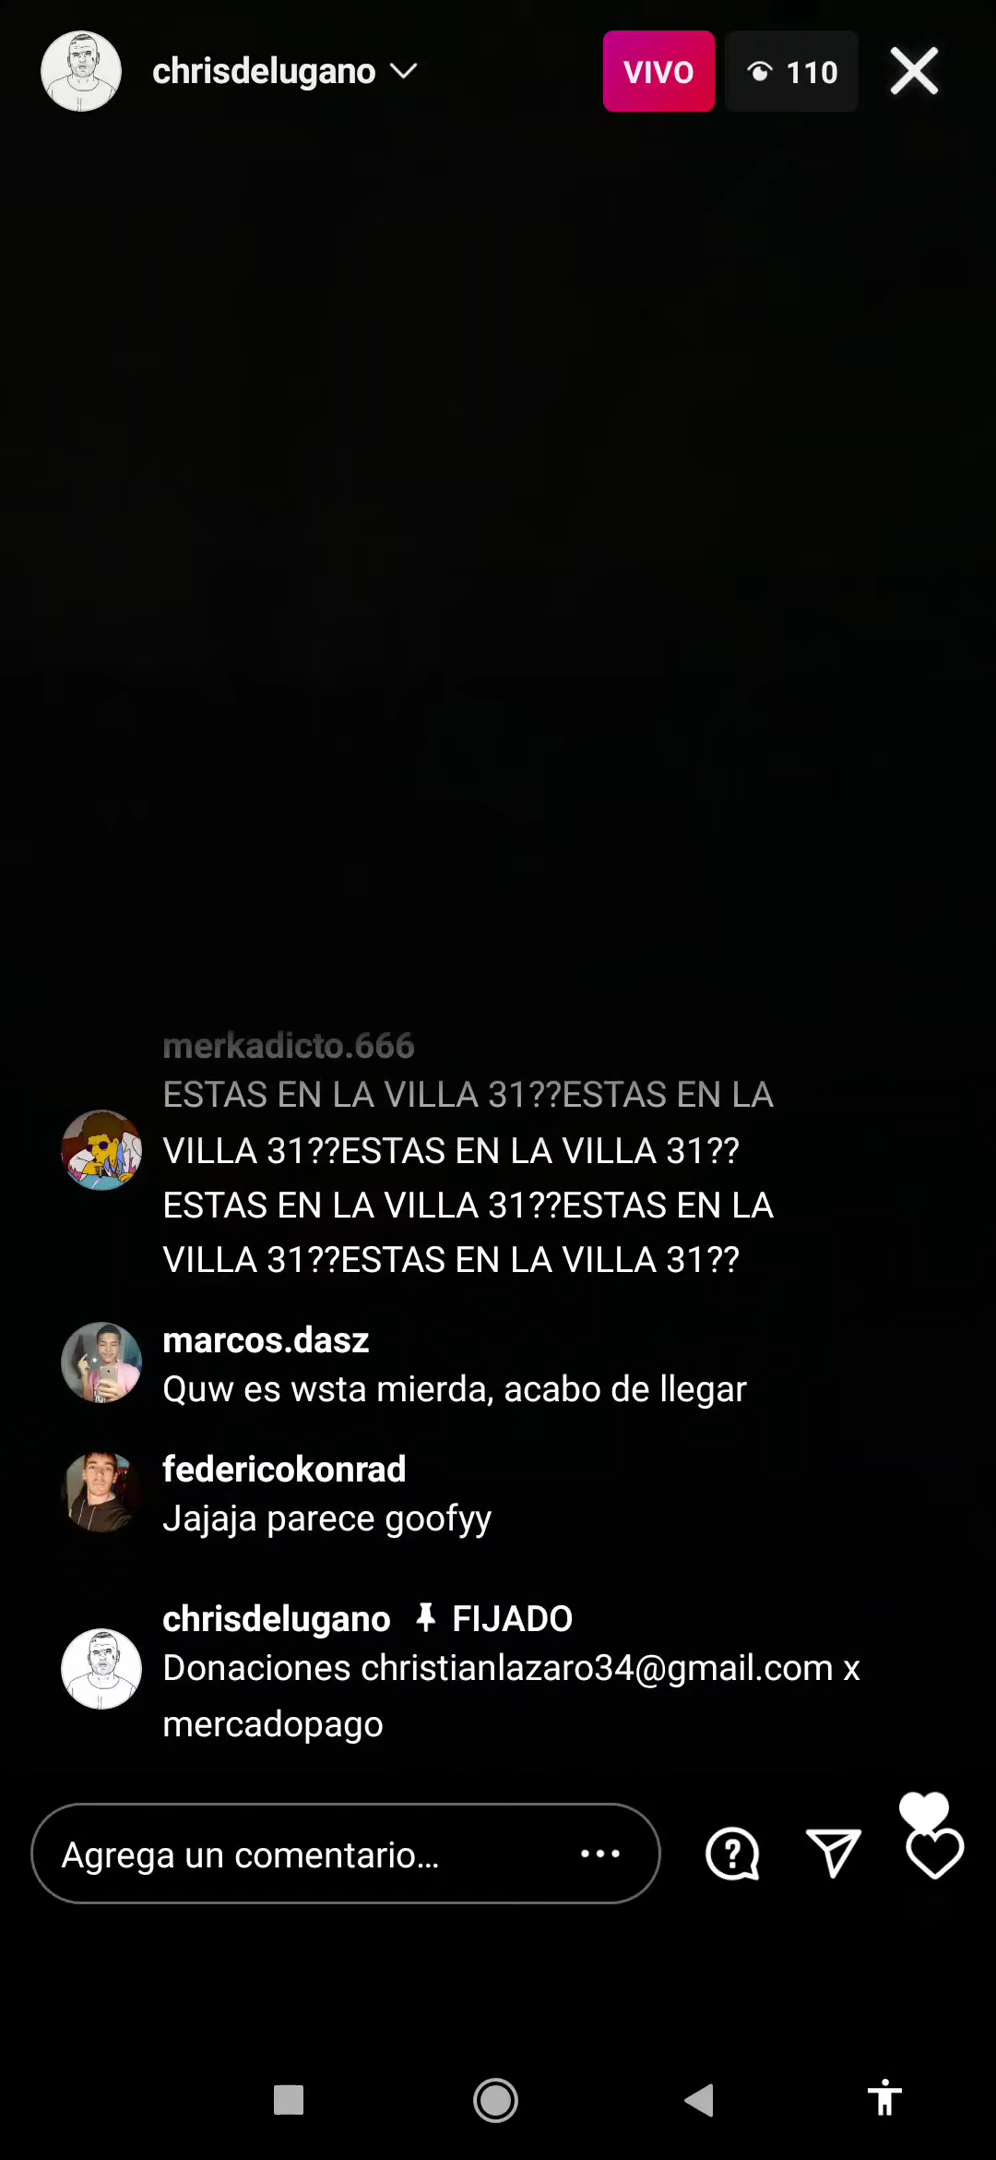 chrisdelugano
VIVO
110
merkadicto.666
ESTAS EN LA VILLA 31??ESTAS EN LA
VILLA 31??ESTAS EN LA VILLA 31??
ESTAS EN LA VILLA 31??ESTAS EN LA
VILLA 31??ESTAS EN LA VILLA 31??
marcos.dasz
Quw es wsta mierda, acabo de llegar
federicokonrad
Jajaja parece goofyy
chrisdelugano FIJADO
Donaciones christianlazaro34@gmail.com x
mercadopago
Agrega un comentario...